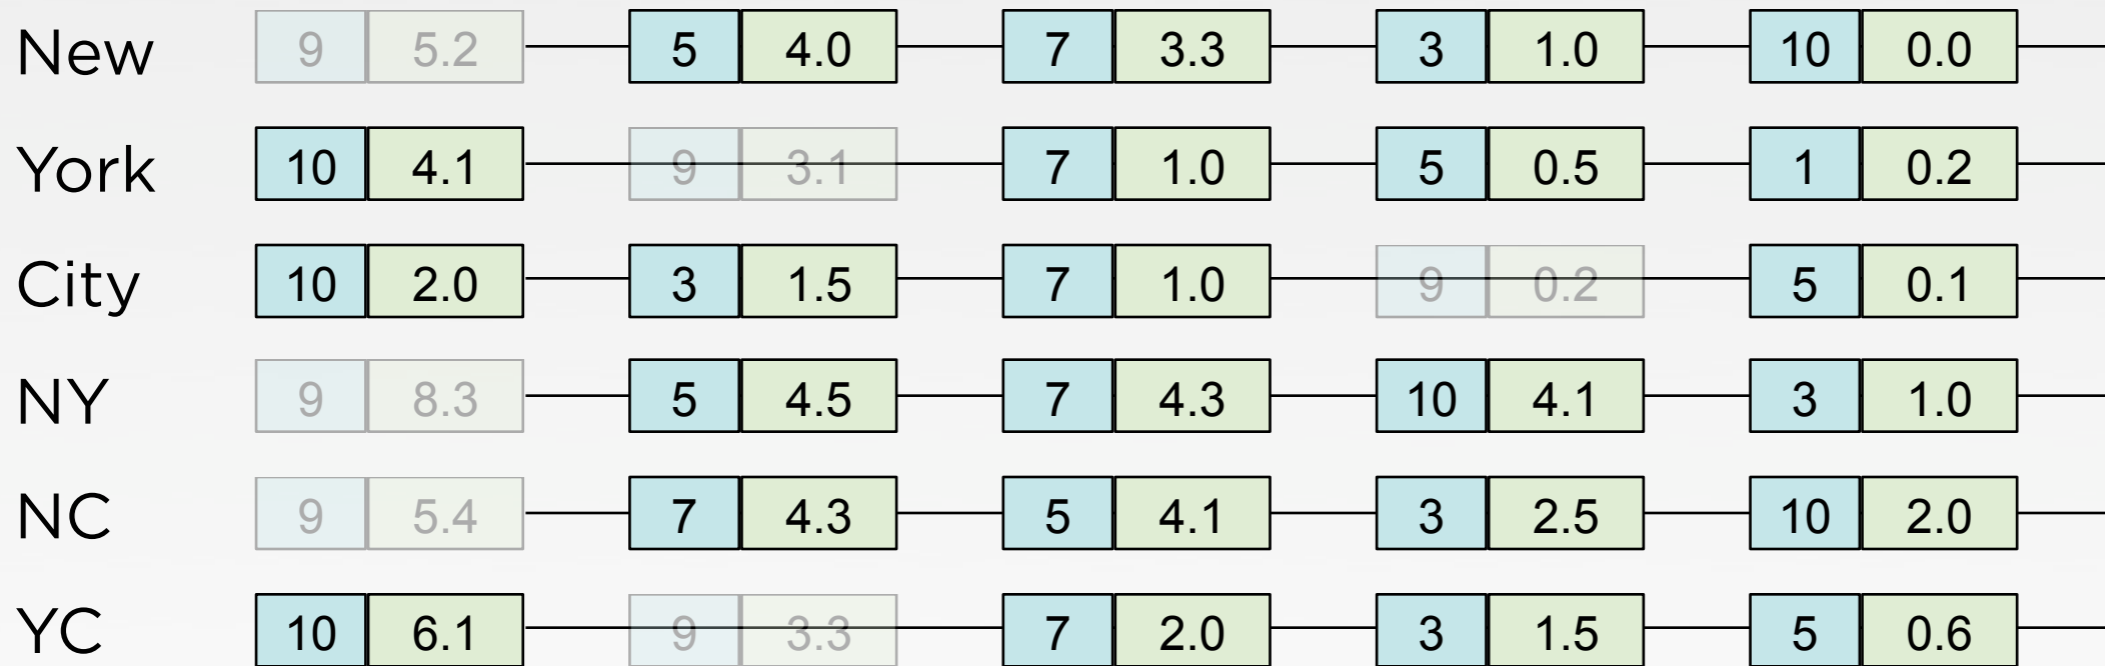 New 9 5.2 5 4.0 7 3.3 3 1.0 10 0.0
York 10 4.1 9 3.1 7 1.0 5 0.5 1 0.2
City 10 2.0 3 1.5 7 1.0 9 0.2 5 0.1
NY 9 8.3 5 4.5 7 4.3 10 4.1 3 1.0
NC 9 5.4 7 4.3 5 4.1 3 2.5 10 2.0
YC 10 6.1 9 3.3 7 2.0 3 1.5 5 0.6